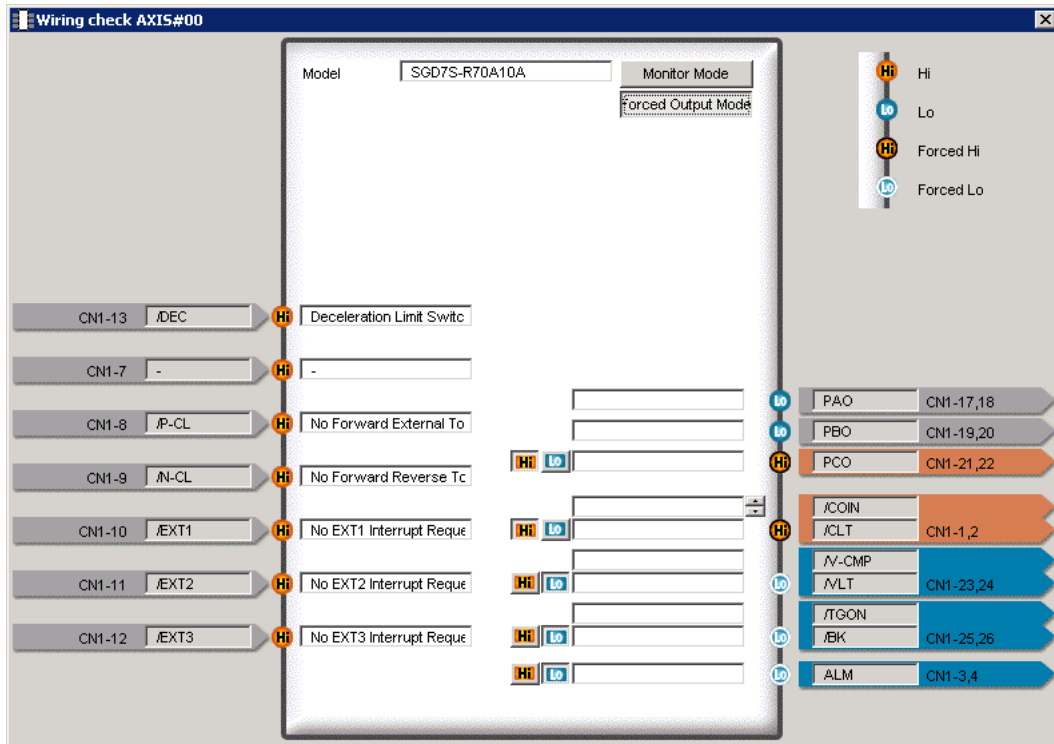 Wiring check AXIS#00
Model SGD7S-R70A10A Monitor Mode
Forced Output Mode
Hi Hi
Lo Lo
Hi Forced Hi
Lo Forced Lo
CN1-13 /DEC Hi Deceleration Limit Switc
CN1-7 - Hi -
Lo PAO CN1-17,18
CN1-8 /P-CL Hi No Forward External To
Lo PBO CN1-19,20
Hi Lo Hi PCO CN1-21,22
CN1-9 /N-CL Hi No Forward Reverse Tc
/COIN
CN1-10 /EXT1 Hi No EXT1 Interrupt Reque Hi Lo Hi /CLT CN1-1,2
/V-CMP
CN1-11 /EXT2 Hi No EXT2 Interrupt Reque Hi Lo Lo /VLT CN1-23,24
/TGON
CN1-12 /EXT3 Hi No EXT3 Interrupt Reque Hi Lo Lo /BK CN1-25,26
Hi Lo Lo ALM CN1-3,4